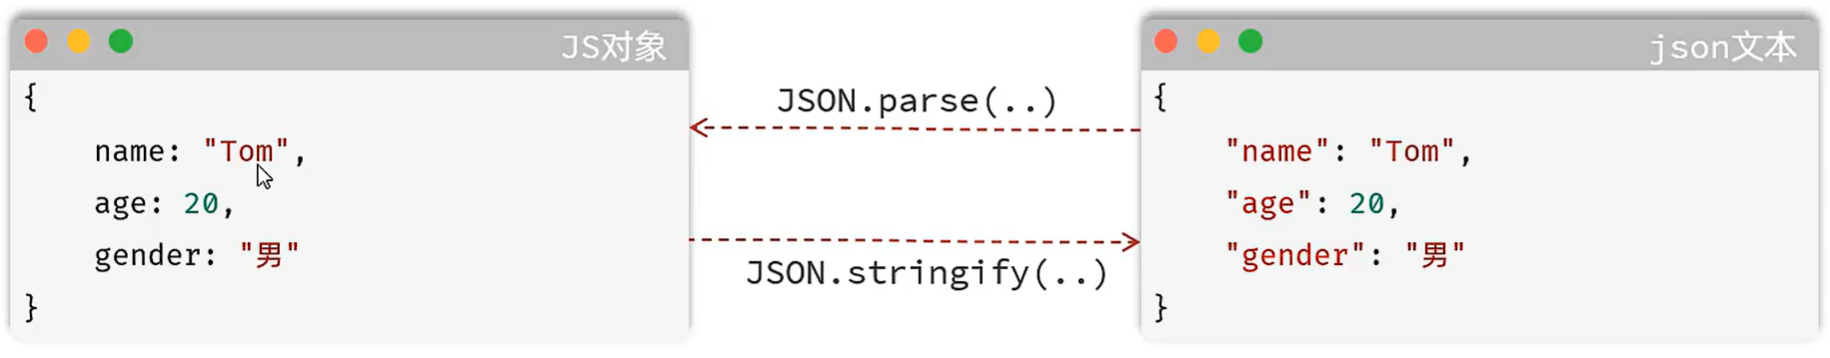 JS对象
{
name: "Tom",
age: 20,
gender: "男"
}
JSON.parse(..)
JSON.stringify(..)
json文本
{
"name": "Tom",
"age": 20,
"gender": "男"
}